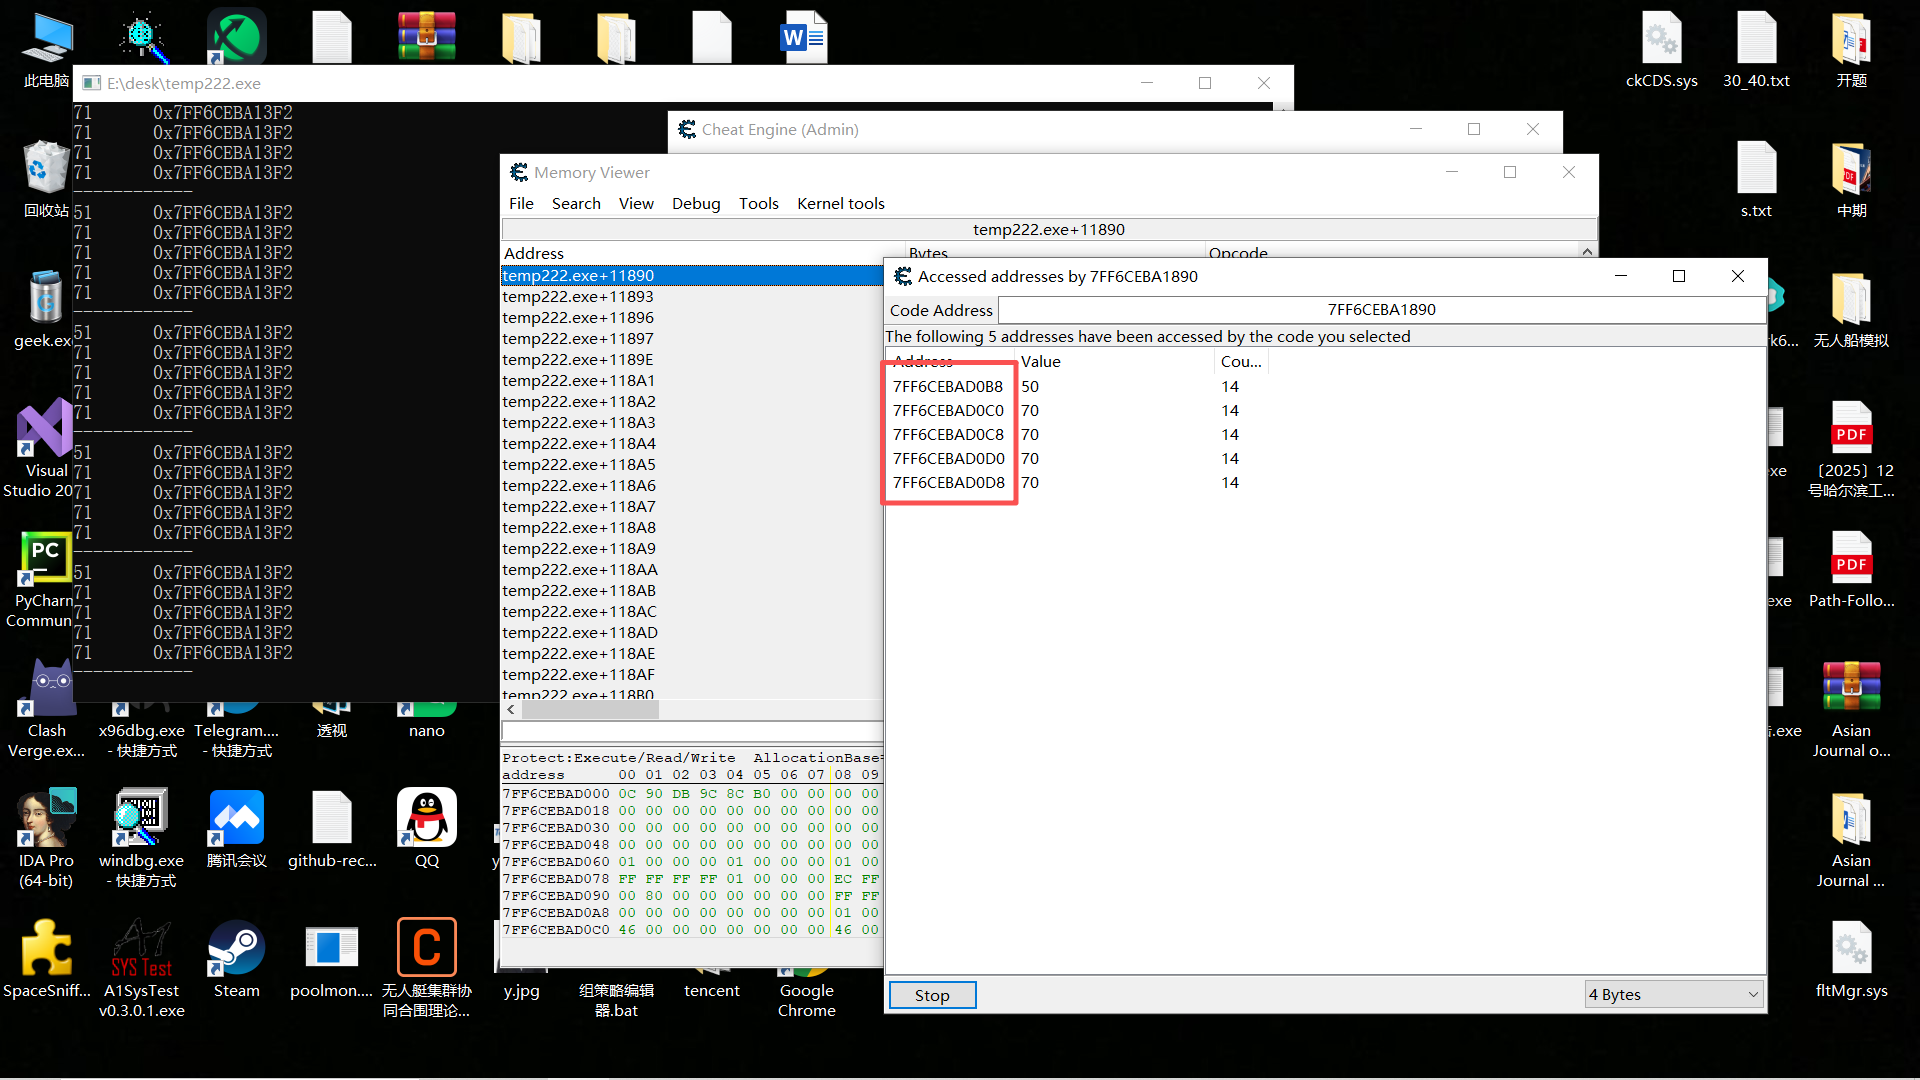 此电脑
回收站
geek.exe
Visual
Studio 20
PyCharm
Commun
Clash
Verge.ex...
x96dbg.exe
- 快捷方式
Telegram....
- 快捷方式
透视
nano
IDA Pro
(64-bit)
windbg.exe
- 快捷方式
腾讯会议
github-rec...
QQ
SpaceSniff...
A1SysTest
v0.3.0.1.exe
SYS Test
Steam
poolmon....
无人艇集群协
同合围理论...
y.jpg
组策略编辑
器.bat
tencent
Google
Chrome
ckCDS.sys
30_40.txt
开题
s.txt
中期
rk6...
无人船模拟
xe
〔2025〕12
号哈尔滨工...
exe
Path-Follo...
.exe
Asian
Journal o...
Asian
Journal ...
fltMgr.sys
PDF
PDF
E:\desk\temp222.exe
71 0x7FF6CEBA13F2
71 0x7FF6CEBA13F2
71 0x7FF6CEBA13F2
71 0x7FF6CEBA13F2
------------
51 0x7FF6CEBA13F2
71 0x7FF6CEBA13F2
71 0x7FF6CEBA13F2
71 0x7FF6CEBA13F2
71 0x7FF6CEBA13F2
------------
51 0x7FF6CEBA13F2
71 0x7FF6CEBA13F2
71 0x7FF6CEBA13F2
71 0x7FF6CEBA13F2
71 0x7FF6CEBA13F2
------------
51 0x7FF6CEBA13F2
71 0x7FF6CEBA13F2
71 0x7FF6CEBA13F2
71 0x7FF6CEBA13F2
71 0x7FF6CEBA13F2
------------
51 0x7FF6CEBA13F2
71 0x7FF6CEBA13F2
71 0x7FF6CEBA13F2
71 0x7FF6CEBA13F2
71 0x7FF6CEBA13F2
------------
Cheat Engine (Admin)
Memory Viewer
File Search View Debug Tools Kernel tools
temp222.exe+11890
Address Bytes Opcode
temp222.exe+11890
temp222.exe+11893
temp222.exe+11896
temp222.exe+11897
temp222.exe+1189E
temp222.exe+118A1
temp222.exe+118A2
temp222.exe+118A3
temp222.exe+118A4
temp222.exe+118A5
temp222.exe+118A6
temp222.exe+118A7
temp222.exe+118A8
temp222.exe+118A9
temp222.exe+118AA
temp222.exe+118AB
temp222.exe+118AC
temp222.exe+118AD
temp222.exe+118AE
temp222.exe+118AF
temp222.exe+118B0
Protect:Execute/Read/Write AllocationBase
address 00 01 02 03 04 05 06 07 08 09
7FF6CEBAD000 0C 90 DB 9C 8C B0 00 00 00 00
7FF6CEBAD018 00 00 00 00 00 00 00 00 00 00
7FF6CEBAD030 00 00 00 00 00 00 00 00 00 00
7FF6CEBAD048 00 00 00 00 00 00 00 00 00 00
7FF6CEBAD060 01 00 00 00 01 00 00 00 01 00
7FF6CEBAD078 FF FF FF FF 01 00 00 00 EC FF
7FF6CEBAD090 00 80 00 00 00 00 00 00 FF FF
7FF6CEBAD0A8 00 00 00 00 00 00 00 00 01 00
7FF6CEBAD0C0 46 00 00 00 00 00 00 00 46 00
Accessed addresses by 7FF6CEBA1890
Code Address 7FF6CEBA1890
The following 5 addresses have been accessed by the code you selected
Address Value Cou...
7FF6CEBAD0B8 50 14
7FF6CEBAD0C0 70 14
7FF6CEBAD0C8 70 14
7FF6CEBAD0D0 70 14
7FF6CEBAD0D8 70 14
Stop
4 Bytes